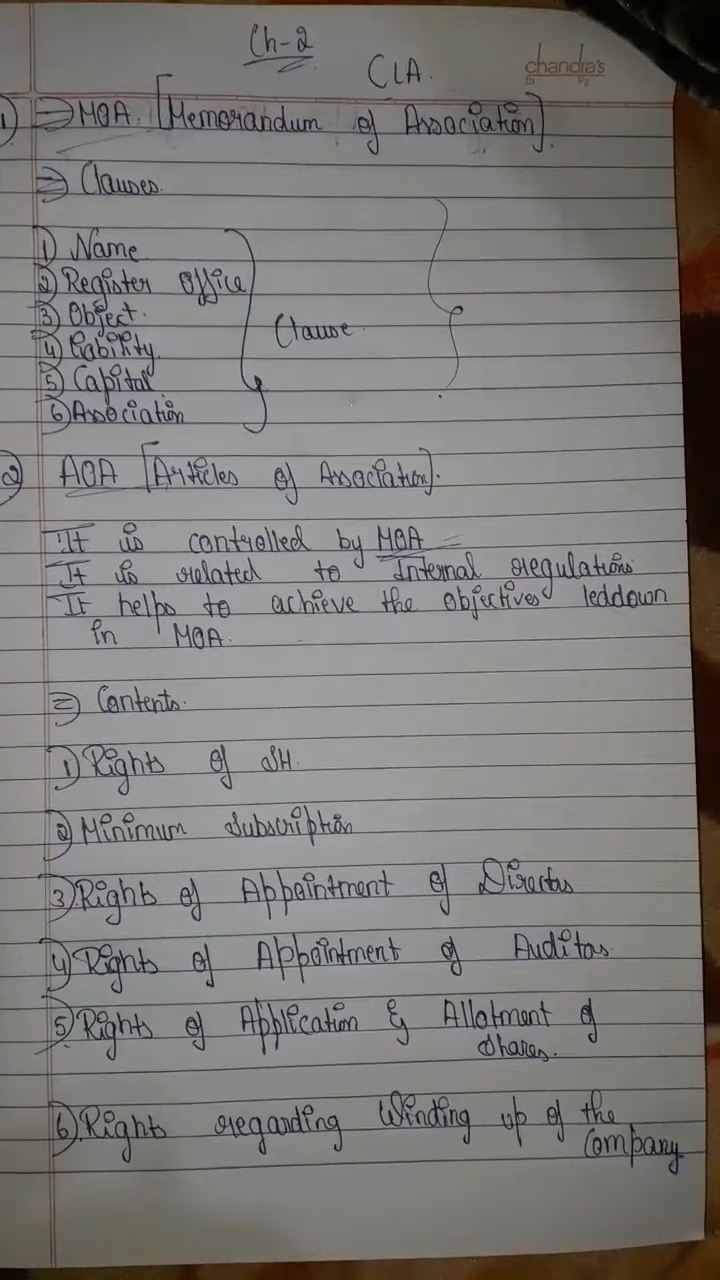 Ch-2
chandra's
CLA.
1) ⇒ MOA. [Memorandum of Association].
⇒ Clauses.
1) Name
2) Register office
3) Object.
Clause.
4) Liability.
5) Capital
6) Association
2) AOA [Articles of Association].
It is controlled by MOA
It is related to Internal regulations
It helps to achieve the objectives leddown
in MOA.
⇒ Contents.
1) Rights of SH.
2) Minimum Subscription
3) Rights of Appointment of Directors
4) Rights of Appointment of Auditors.
5) Rights of Application & Allotment of
Shares.
6) Rights regarding Winding up of the
Company